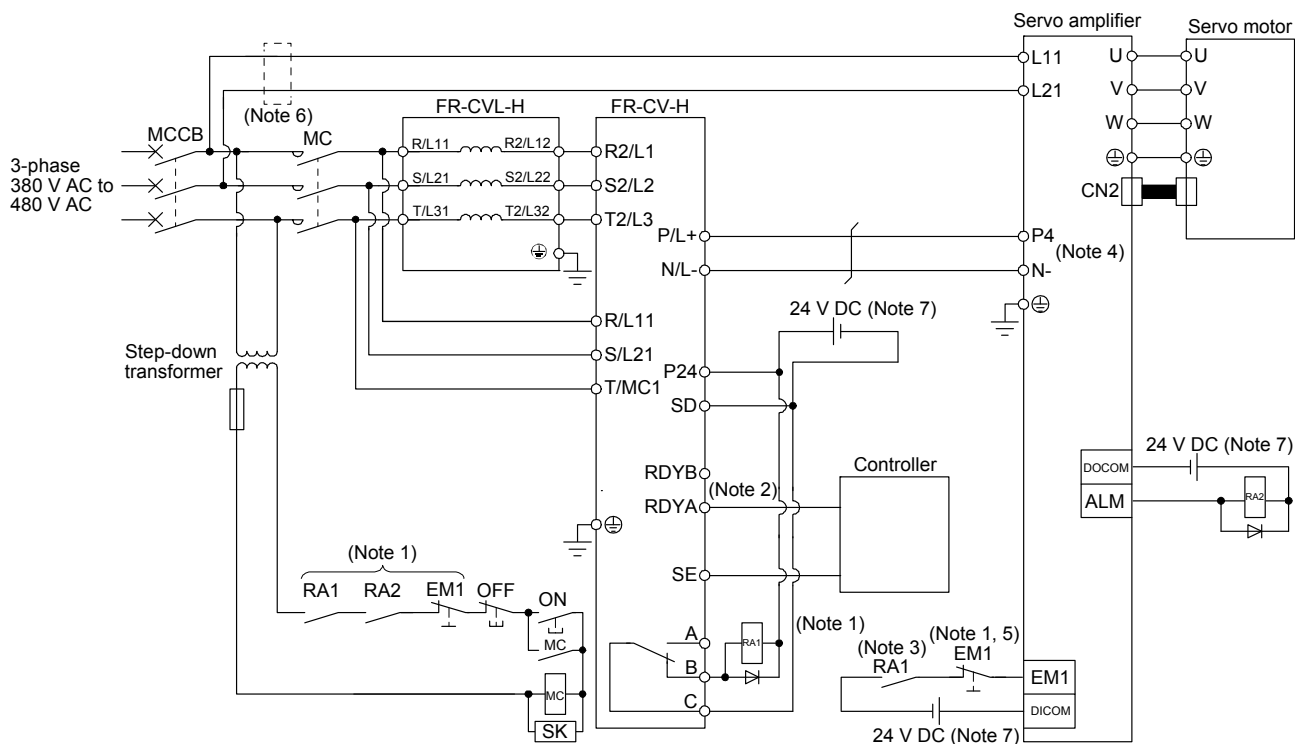 Servo amplifier
Servo motor
L11
U
U
L21
V
V
(Note 6)
FR-CVL-H
FR-CV-H
W
W
MCCB
MC
R/L11
R2/L12
R2/L1
3-phase
380 V AC to
480 V AC
S/L21
S2/L22
S2/L2
CN2
T/L31
T2/L32
T2/L3
P/L+
P4
(Note 4)
N/L-
N-
24 V DC (Note 7)
R/L11
Step-down
transformer
S/L21
P24
T/MC1
SD
24 V DC (Note 7)
Controller
DOCOM
RDYB
(Note 2)
RA2
ALM
RDYA
(Note 1)
RA1
RA2
EM1
OFF
ON
SE
MC
A
RA1
(Note 1)
(Note 3)
RA1
(Note 1, 5)
EM1
B
EM1
MC
C
DICOM
SK
24 V DC (Note 7)